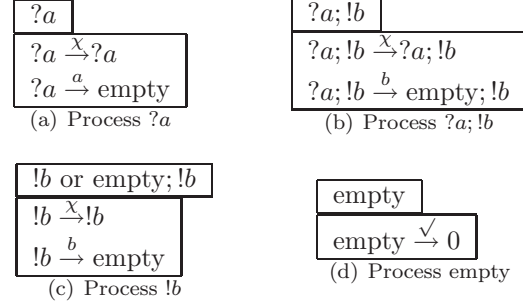 ?a
?a →^χ ?a
?a →^a empty
(a) Process ?a
?a; !b
?a; !b →^χ ?a; !b
?a; !b →^b empty; !b
(b) Process ?a; !b
!b or empty; !b
!b →^χ !b
!b →^b empty
(c) Process !b
empty
empty →^√ 0
(d) Process empty